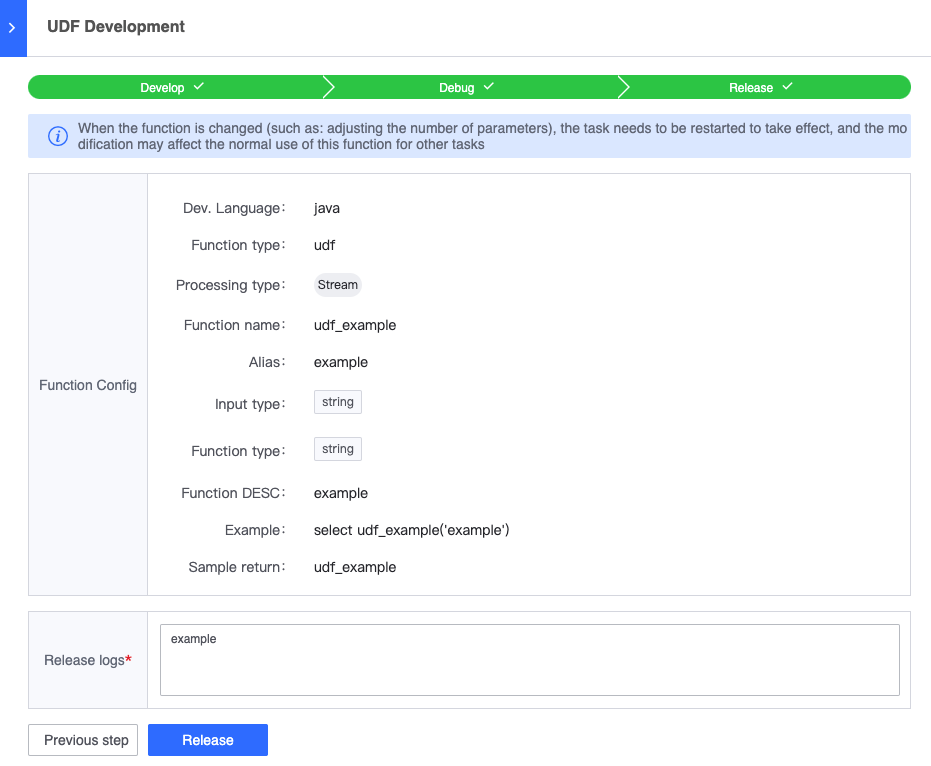 UDF Development
Develop
Debug
Release
When the function is changed (such as: adjusting the number of parameters), the task needs to be restarted to take effect, and the mo
dification may affect the normal use of this function for other tasks
Function Config
Dev. Language: java
Function type: udf
Processing type: Stream
Function name: udf_example
Alias: example
Input type: string
Function type: string
Function DESC: example
Example: select udf_example('example')
Sample return: udf_example
Release logs* example
Previous step Release